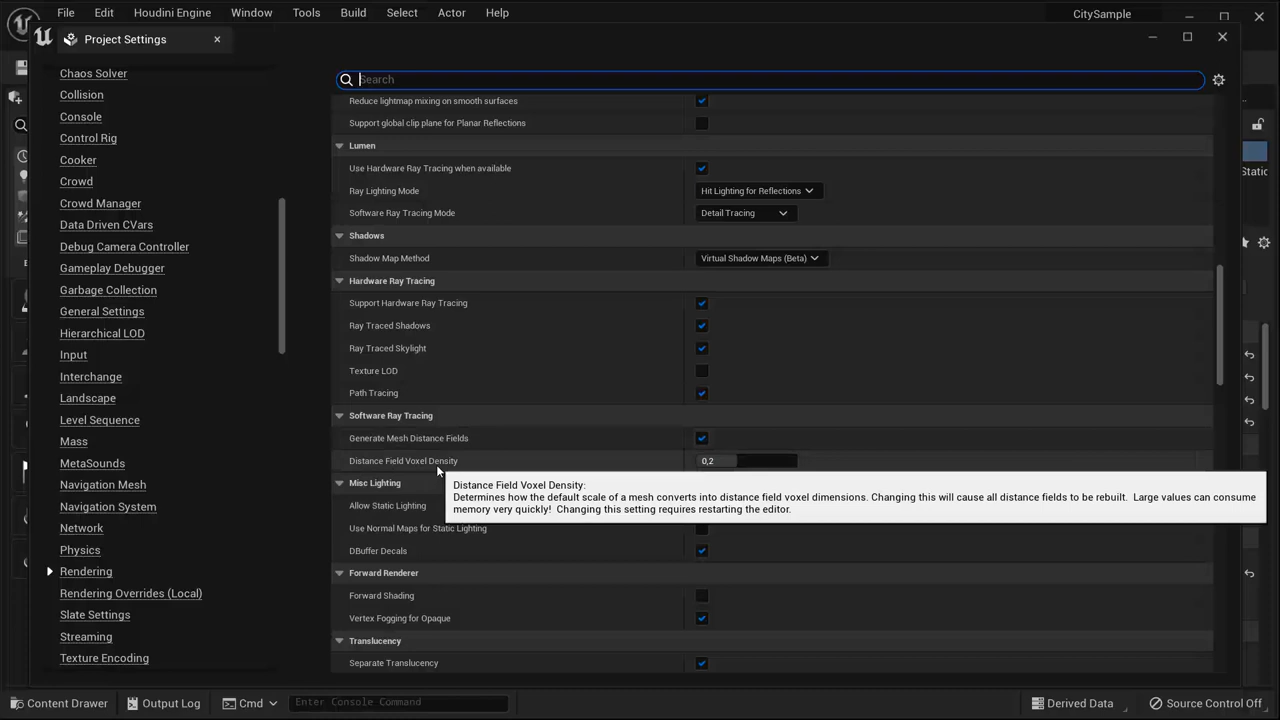 File Edit Houdini Engine Window Tools Build Select Actor Help CitySample
Project Settings
Search
Chaos Solver
Collision
Console
Control Rig
Cooker
Crowd
Crowd Manager
Data Driven CVars
Debug Camera Controller
Gameplay Debugger
Garbage Collection
General Settings
Hierarchical LOD
Input
Interchange
Landscape
Level Sequence
Mass
MetaSounds
Navigation Mesh
Navigation System
Network
Physics
Rendering
Rendering Overrides (Local)
Slate Settings
Streaming
Texture Encoding
Reduce lightmap mixing on smooth surfaces
Support global clip plane for Planar Reflections
Lumen
Use Hardware Ray Tracing when available
Ray Lighting Mode Hit Lighting for Reflections
Software Ray Tracing Mode Detail Tracing
Shadows
Shadow Map Method Virtual Shadow Maps (Beta)
Hardware Ray Tracing
Support Hardware Ray Tracing
Ray Traced Shadows
Ray Traced Skylight
Texture LOD
Path Tracing
Software Ray Tracing
Generate Mesh Distance Fields
Distance Field Voxel Density 0,2
Misc Lighting
Distance Field Voxel Density:
Determines how the default scale of a mesh converts into distance field voxel dimensions. Changing this will cause all distance fields to be rebuilt. Large values can consume
memory very quickly! Changing this setting requires restarting the editor.
Allow Static Lighting
Use Normal Maps for Static Lighting
DBuffer Decals
Forward Renderer
Forward Shading
Vertex Fogging for Opaque
Translucency
Separate Translucency
Static
Content Drawer Output Log Cmd Enter Console Command Derived Data Source Control Off